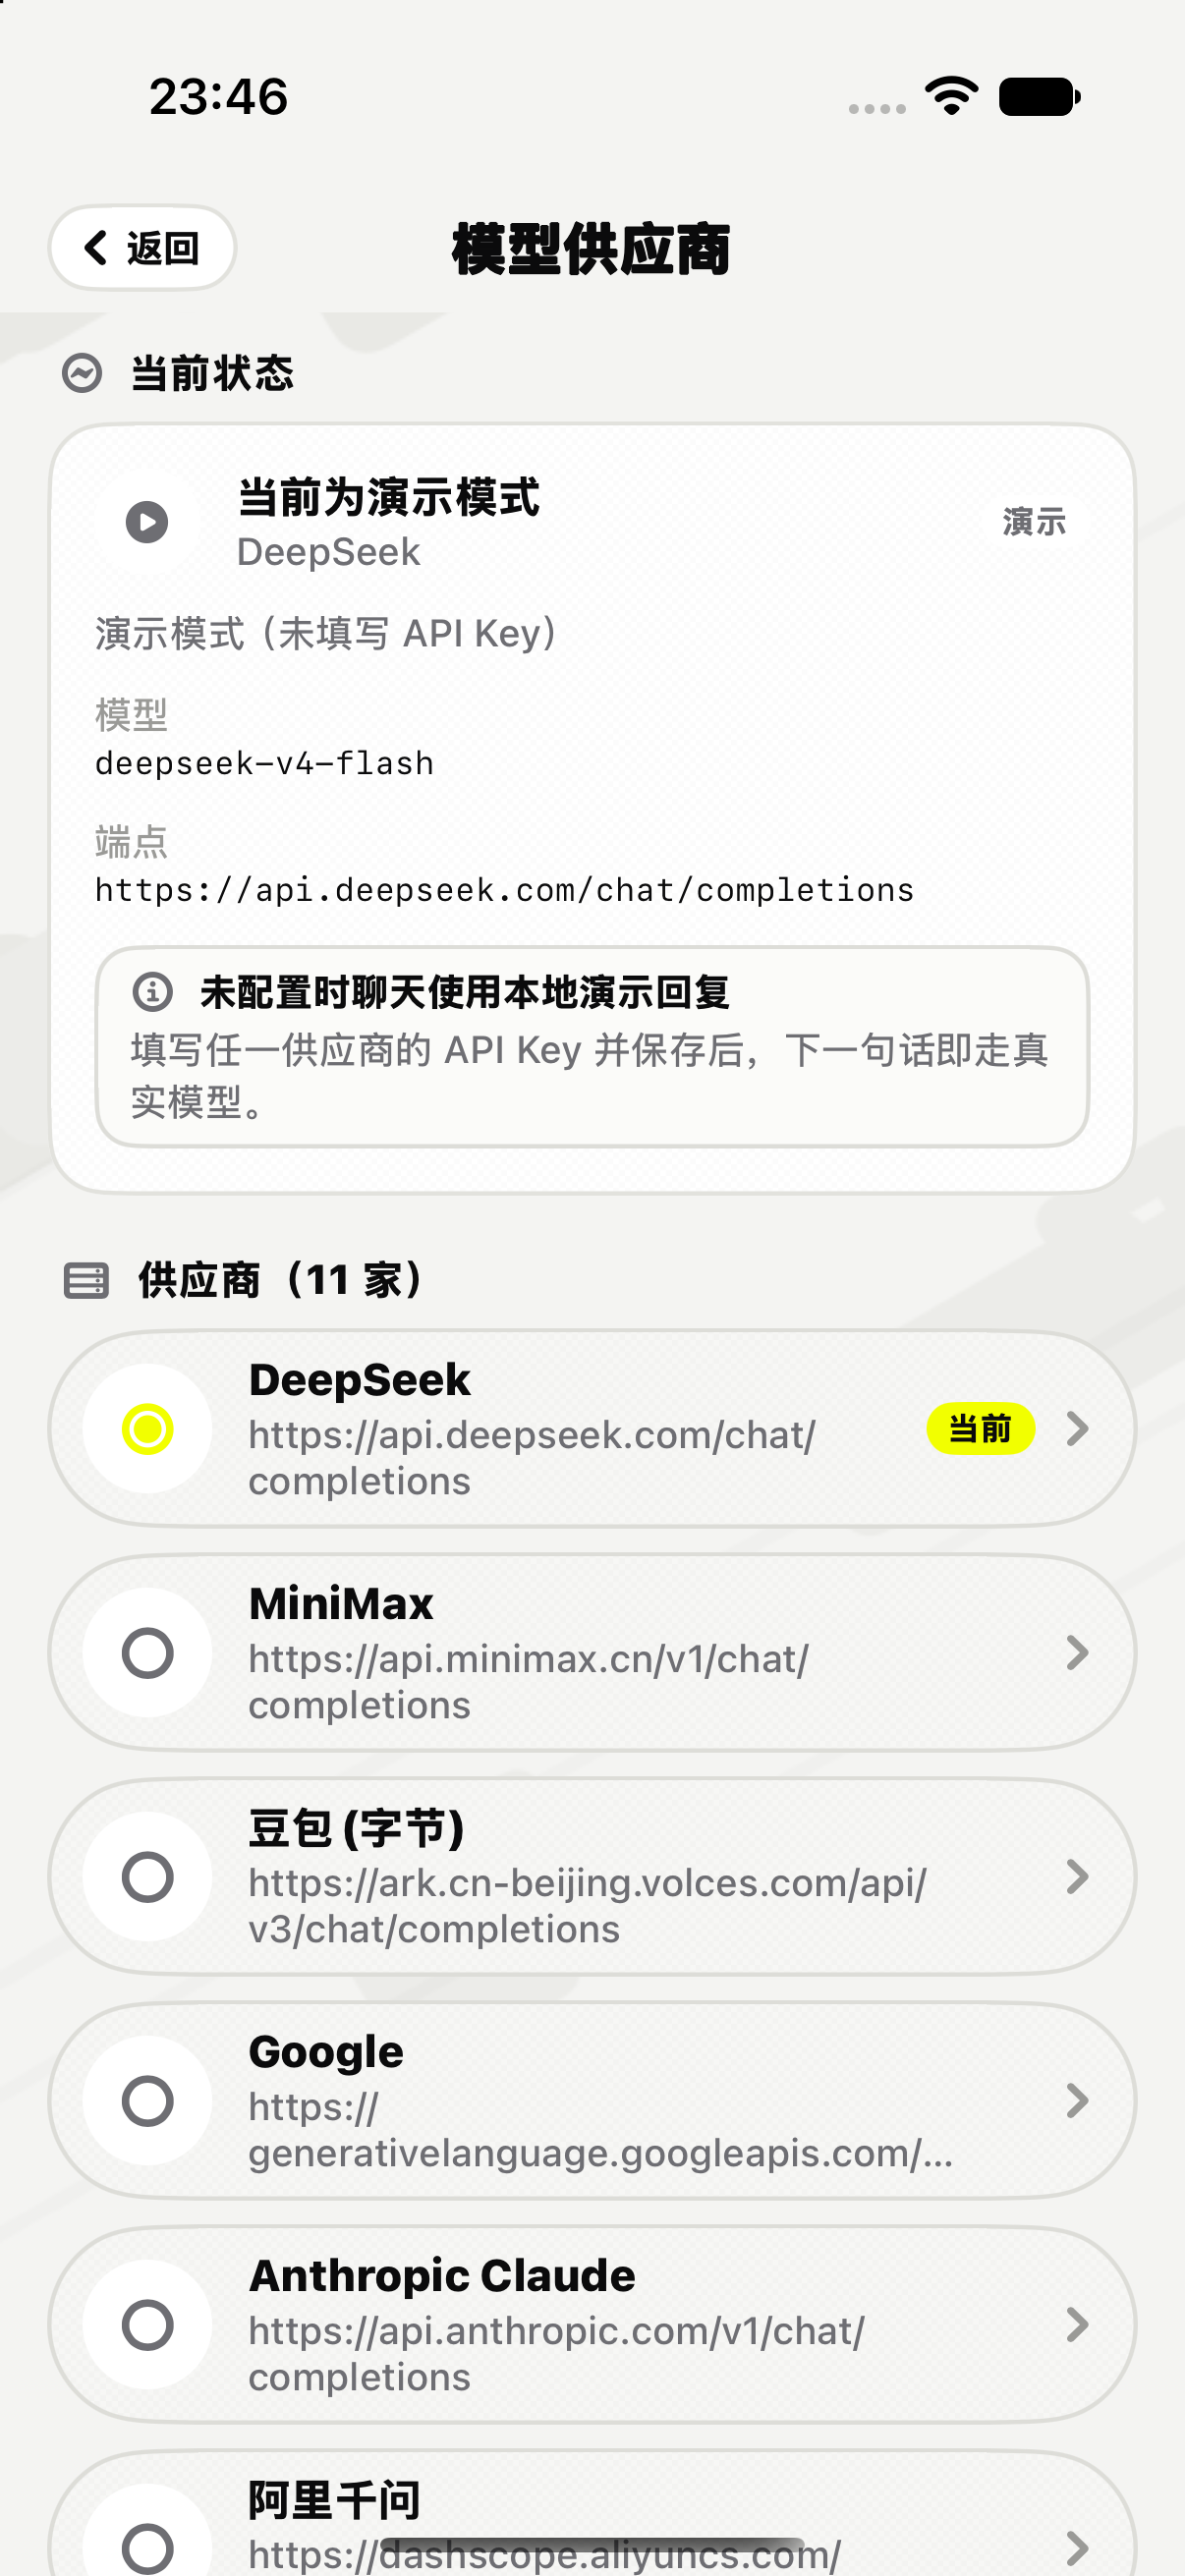 23:46
返回
模型供应商
当前状态
当前为演示模式
DeepSeek
演示
演示模式（未填写 API Key）
模型
deepseek-v4-flash
端点
https://api.deepseek.com/chat/completions
未配置时聊天使用本地演示回复
填写任一供应商的 API Key 并保存后，下一句话即走真
实模型。
供应商（11 家）
DeepSeek
https://api.deepseek.com/chat/
completions
当前
MiniMax
https://api.minimax.cn/v1/chat/
completions
豆包 (字节)
https://ark.cn-beijing.volces.com/api/
v3/chat/completions
Google
https://
generativelanguage.googleapis.com/...
Anthropic Claude
https://api.anthropic.com/v1/chat/
completions
阿里千问
https://dashscope.aliyuncs.com/